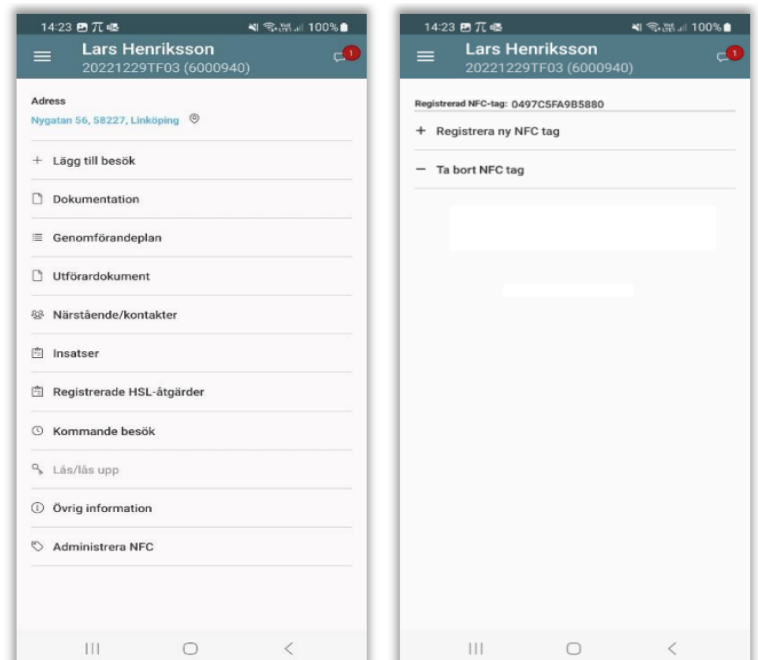 14:23 100%
Lars Henriksson
20221229TF03 (6000940)
1
Adress
Nygatan 56, 58227, Linköping
+ Lägg till besök
Dokumentation
Genomförandeplan
Utförardokument
Närstående/kontakter
Insatser
Registrerade HSL-åtgärder
Kommande besök
Lås/lås upp
Övrig information
Administrera NFC
14:23 100%
Lars Henriksson
20221229TF03 (6000940)
1
Registrerad NFC-tag: 0497C5FA9B5880
+ Registrera ny NFC tag
− Ta bort NFC tag